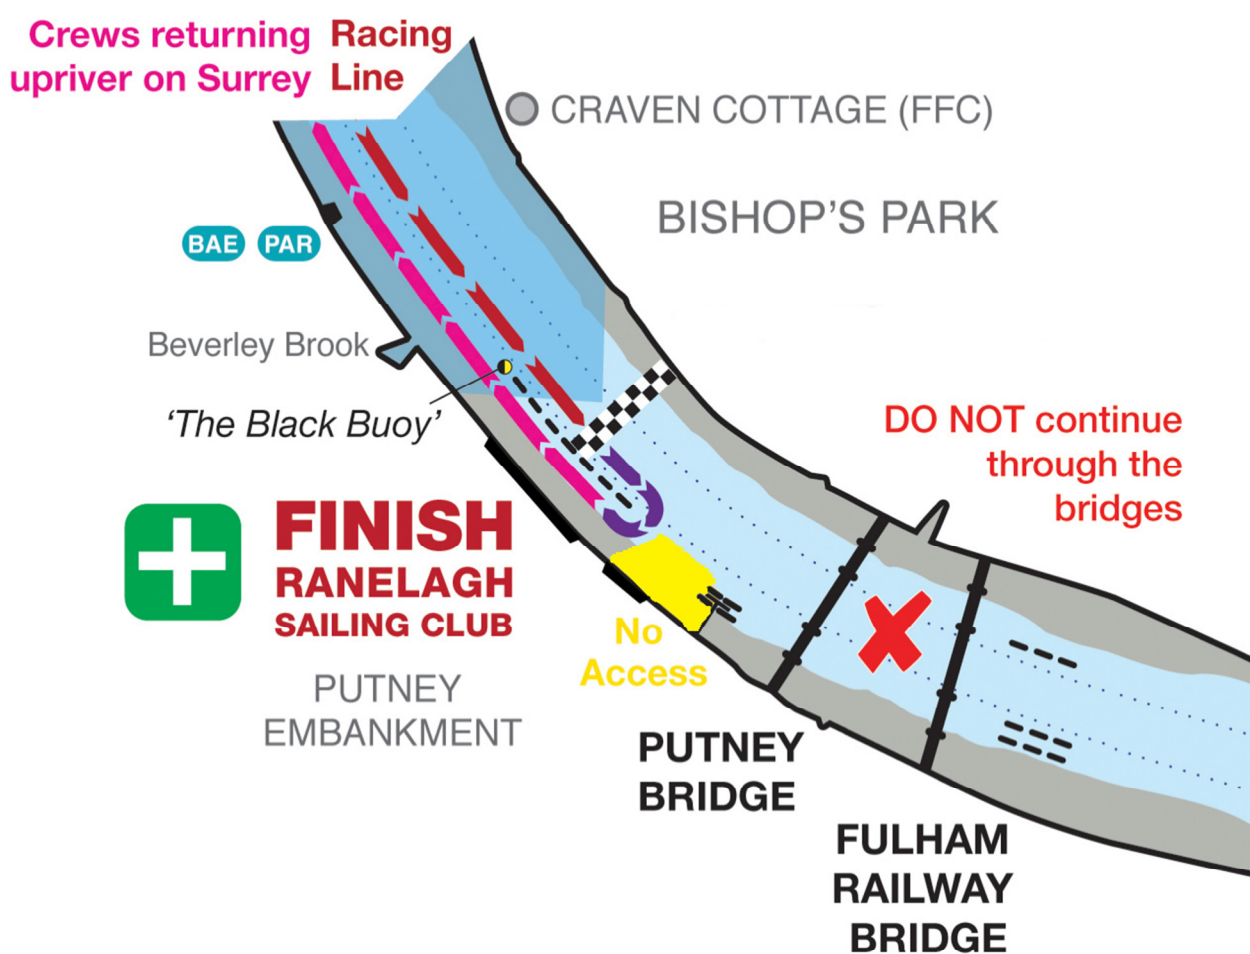 Crews returning
upriver on Surrey
Racing
Line
CRAVEN COTTAGE (FFC)
BISHOP'S PARK
BAE PAR
Beverley Brook
'The Black Buoy'
DO NOT continue
through the
bridges
FINISH
RANELAGH
SAILING CLUB
No
Access
PUTNEY
EMBANKMENT
PUTNEY
BRIDGE
FULHAM
RAILWAY
BRIDGE